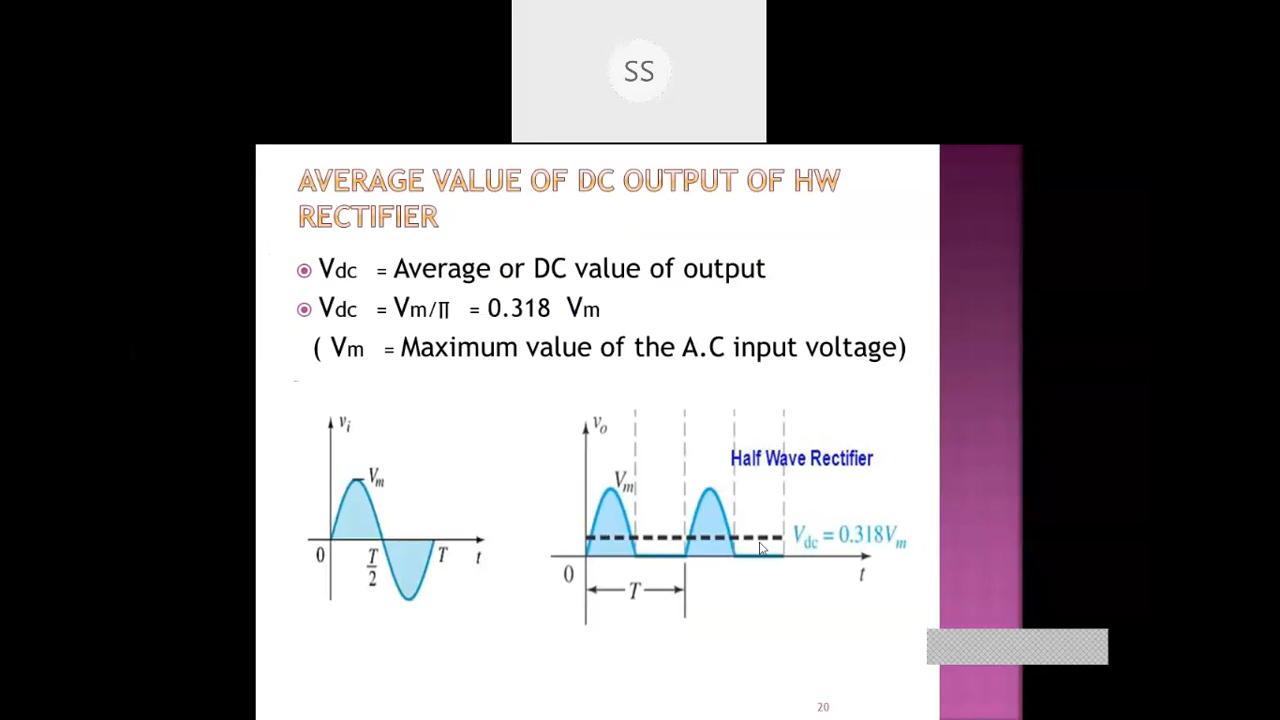 SS
AVERAGE VALUE OF DC OUTPUT OF HW
RECTIFIER
Vdc = Average or DC value of output
Vdc = Vm/∏ = 0.318 Vm
( Vm = Maximum value of the A.C input voltage)
vi
Vm
0
T/2
T
t
vo
Vm
Half Wave Rectifier
Vdc = 0.318Vm
0
T
t
20